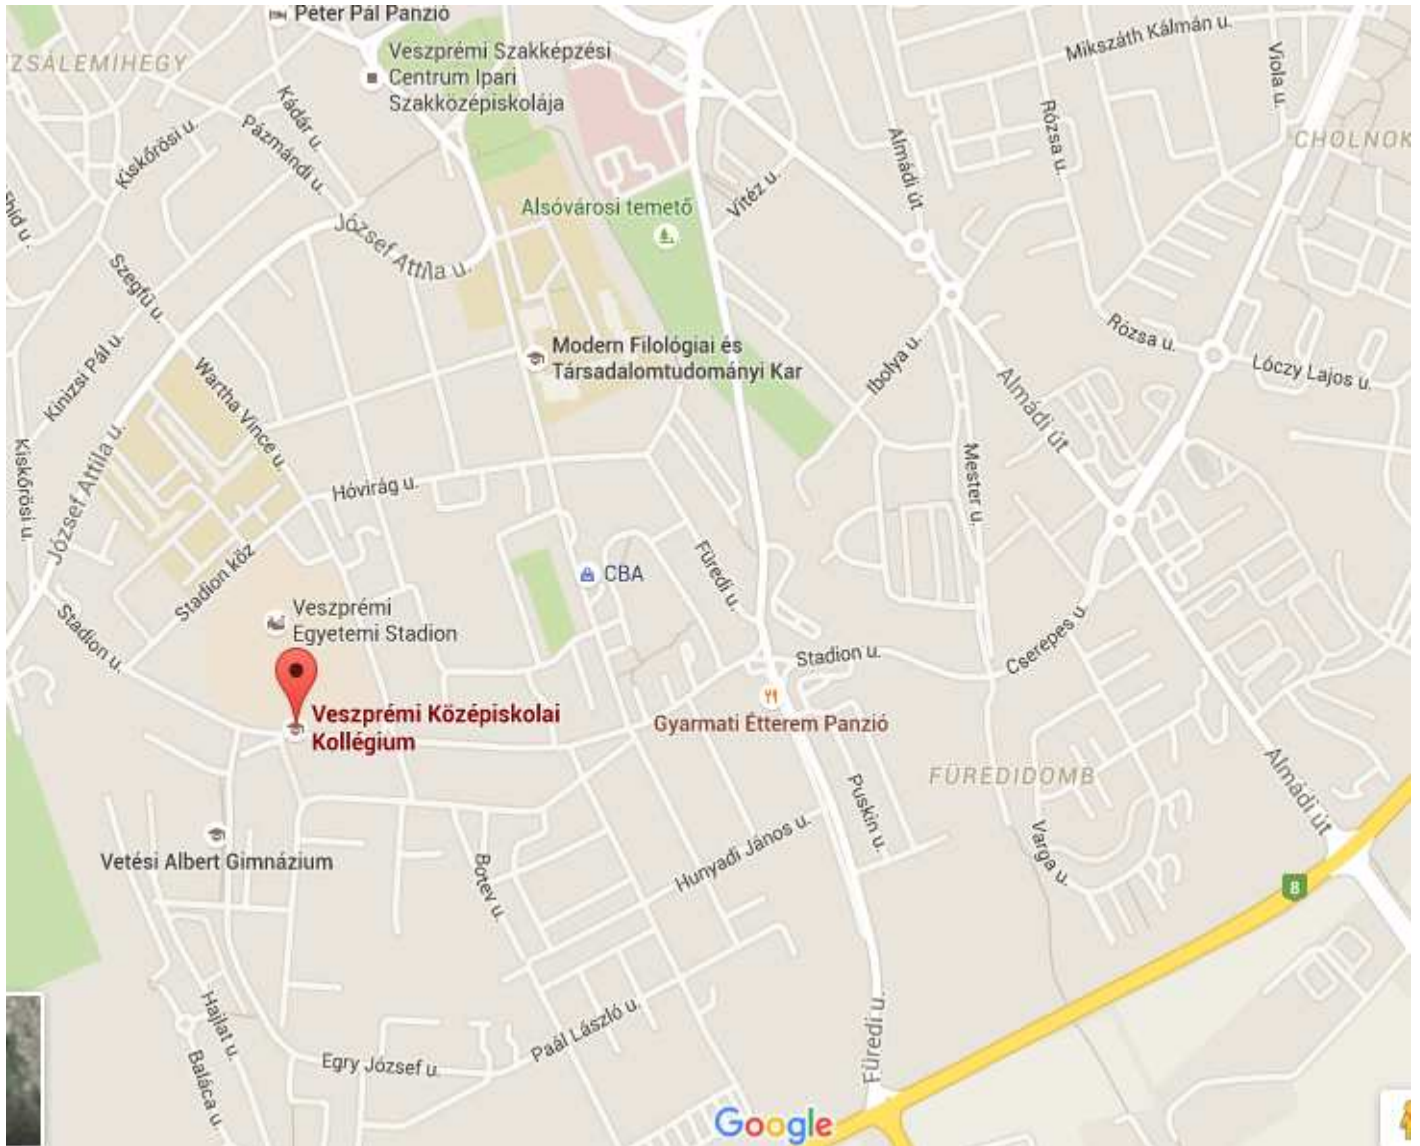 Péter Pál Panzió
Veszprémi Szakképzési
Centrum Ipari
Szakközépiskolája
Mikszáth Kálmán u.
Viola u.
ZSÁLEMIHEGY
Kádár u.
Pázmándi u.
Kiskőrösi u.
Rózsa u.
Almádi út
CHOLNOK
Vitéz u.
Alsóvárosi temető
József Attila u.
Szegfű u.
Kinizsi Pál u.
Wartha Vince u.
Modern Filológiai és
Társadalomtudományi Kar
Ibolya u.
Rózsa u.
Lóczy Lajos u.
Almádi út
Kiskőrösi u.
József Attila u.
Hóvirág u.
Mester u.
Stadion köz
CBA
Füredi u.
Veszprémi
Egyetemi Stadion
Stadion u.
Stadion u.
Cserepes u.
Veszprémi Középiskolai
Kollégium
Gyarmati Étterem Panzió
FÜREDIDOMB
Almádi út
Puskin u.
Hunyadi János u.
Varga u.
Vetési Albert Gimnázium
Botev u.
8
Hajlat u.
Baláca u.
Egry József u.
Paál László u.
Füredi u.
Google